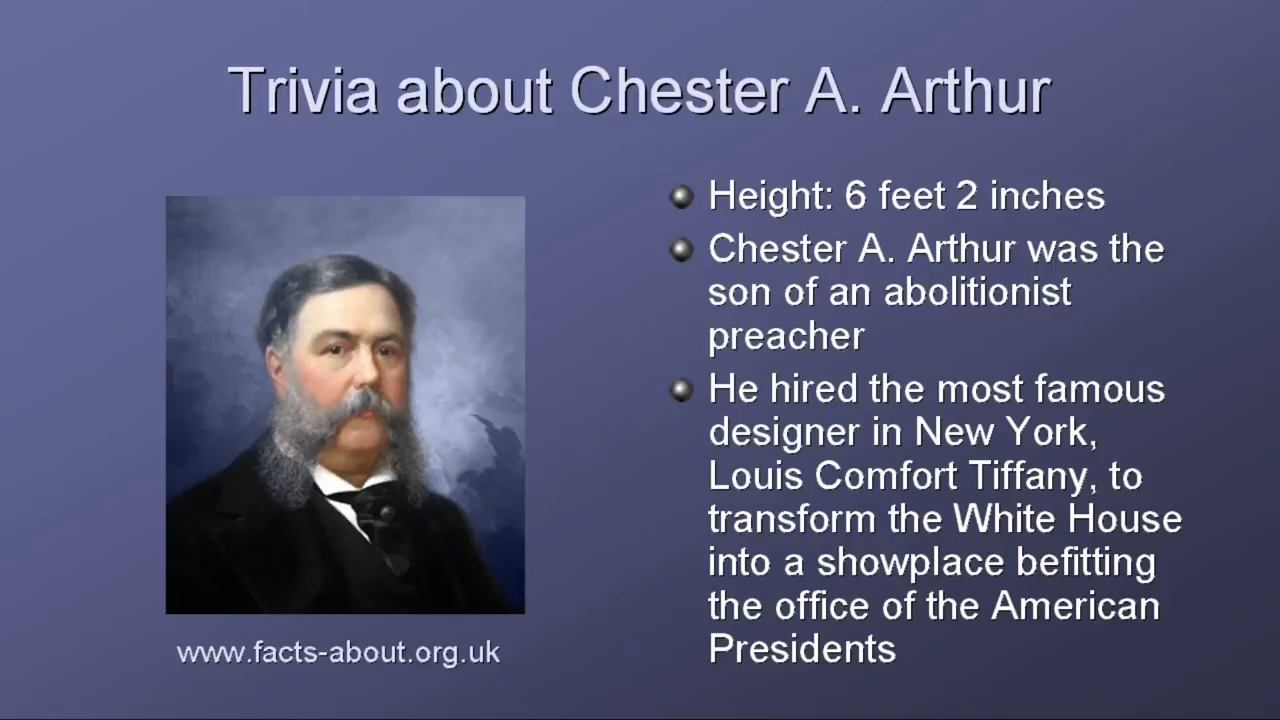 Trivia about Chester A. Arthur
Height: 6 feet 2 inches
Chester A. Arthur was the
son of an abolitionist
preacher
He hired the most famous
designer in New York,
Louis Comfort Tiffany, to
transform the White House
into a showplace befitting
the office of the American
Presidents
www.facts-about.org.uk